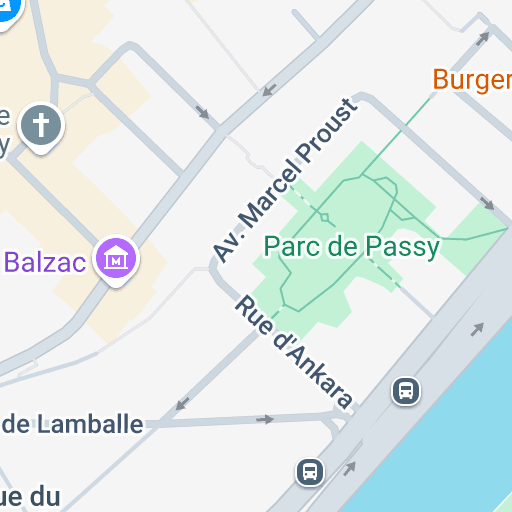 Burger
e
y
Av. Marcel Proust
Parc de Passy
Balzac
Rue d'Ankara
de Lamballe
ue du